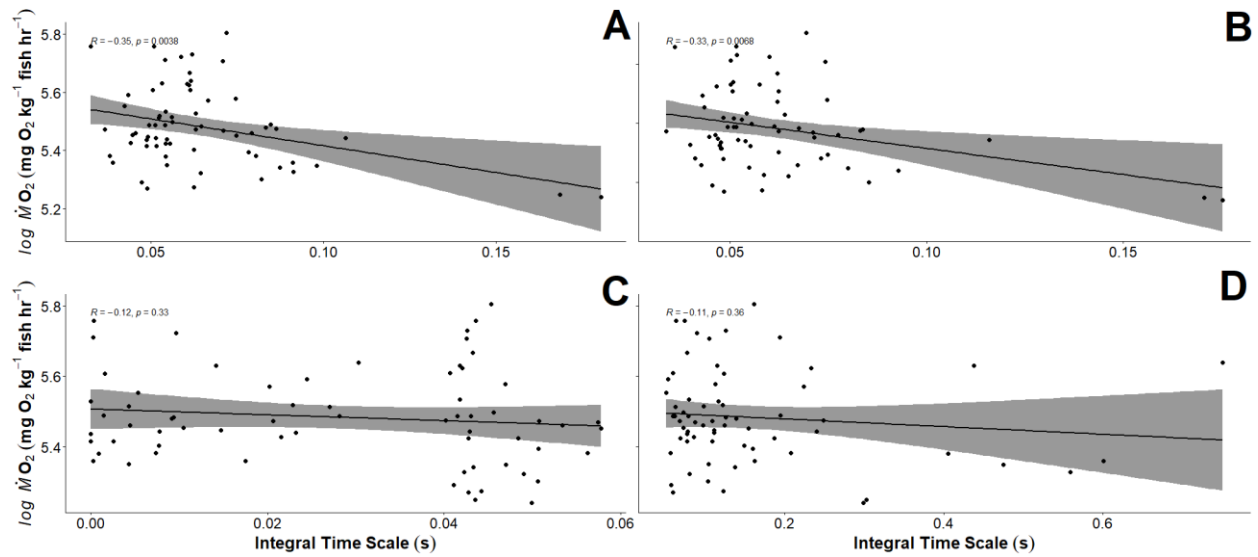 A
B
R = −0.35, p = 0.0038
R = −0.33, p = 0.0068
log ṀO₂ (mg O₂ kg⁻¹ fish hr⁻¹)
5.8
5.6
5.4
5.2
0.05
0.10
0.15
0.05
0.10
0.15
C
D
R = −0.12, p = 0.33
R = −0.11, p = 0.36
log ṀO₂ (mg O₂ kg⁻¹ fish hr⁻¹)
5.8
5.6
5.4
0.00
0.02
0.04
0.06
0.2
0.4
0.6
Integral Time Scale (s)
Integral Time Scale (s)